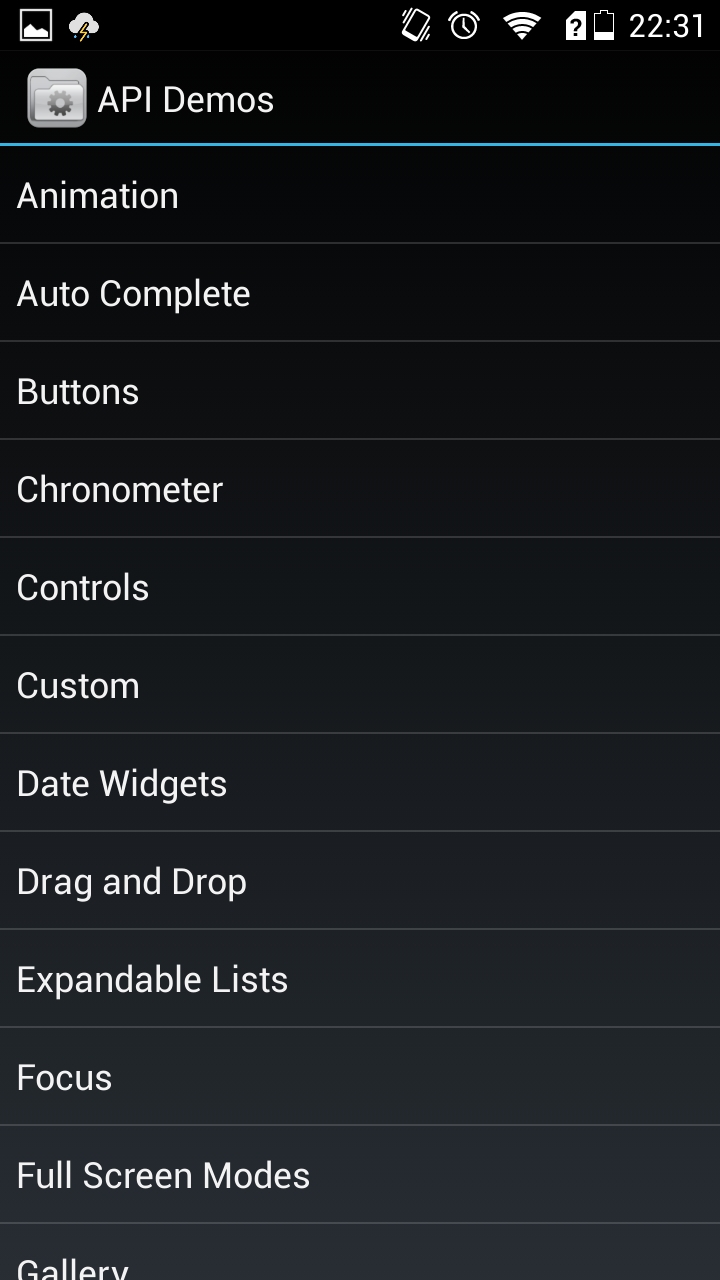 22:31
API Demos
Animation
Auto Complete
Buttons
Chronometer
Controls
Custom
Date Widgets
Drag and Drop
Expandable Lists
Focus
Full Screen Modes
Gallery